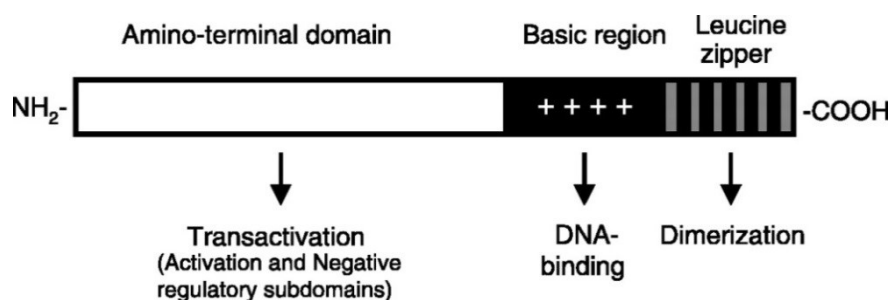 Amino-terminal domain
Basic region
Leucine
zipper
NH₂-
+ + + +
-COOH
Transactivation
(Activation and Negative
regulatory subdomains)
DNA-
binding
Dimerization